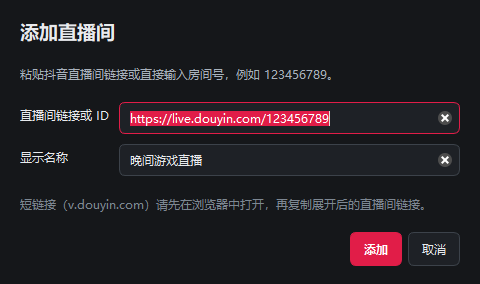 添加直播间
粘贴抖音直播间链接或直接输入房间号，例如 123456789。
直播间链接或 ID
https://live.douyin.com/123456789
显示名称
晚间游戏直播
短链接（v.douyin.com）请先在浏览器中打开，再复制展开后的直播间链接。
添加
取消